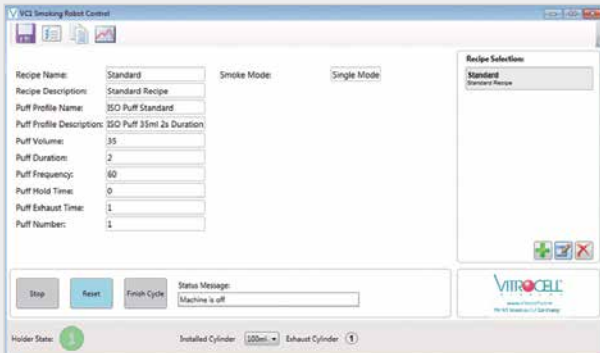 VC1 Smoking Robot Control
Recipe Name: Standard Smoke Mode: Single Mode
Recipe Description: Standard Recipe
Puff Profile Name: ISO Puff Standard
Puff Profile Description: ISO Puff 35ml 2s Duration
Puff Volume: 35
Puff Duration: 2
Puff Frequency: 60
Puff Hold Time: 0
Puff Exhaust Time: 1
Puff Number: 1
Recipe Selection:
Standard
Standard Recipe
Stop Reset Finish Cycle
Status Message:
Machine is off
VITROCELL
Holder State: 1 Installed Cylinder 100ml Exhaust Cylinder 1